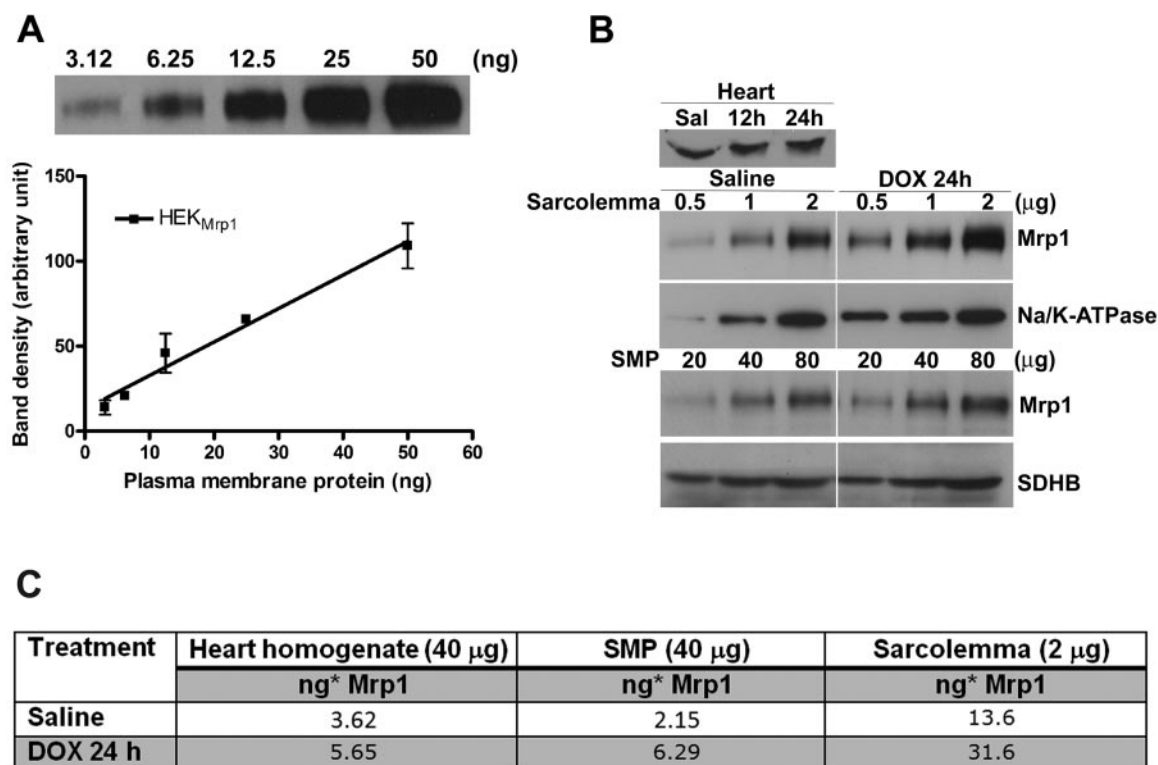 A
3.12 6.25 12.5 25 50 (ng)
150
100
50
0
Band density (arbitrary unit)
HEKMrp1
0 10 20 30 40 50 60
Plasma membrane protein (ng)
B
Heart
Sal 12h 24h
Saline DOX 24h
Sarcolemma 0.5 1 2 0.5 1 2 (μg)
Mrp1
Na/K-ATPase
SMP 20 40 80 20 40 80 (μg)
Mrp1
SDHB
C
Treatment Heart homogenate (40 μg) SMP (40 μg) Sarcolemma (2 μg)
ng* Mrp1 ng* Mrp1 ng* Mrp1
Saline 3.62 2.15 13.6
DOX 24 h 5.65 6.29 31.6